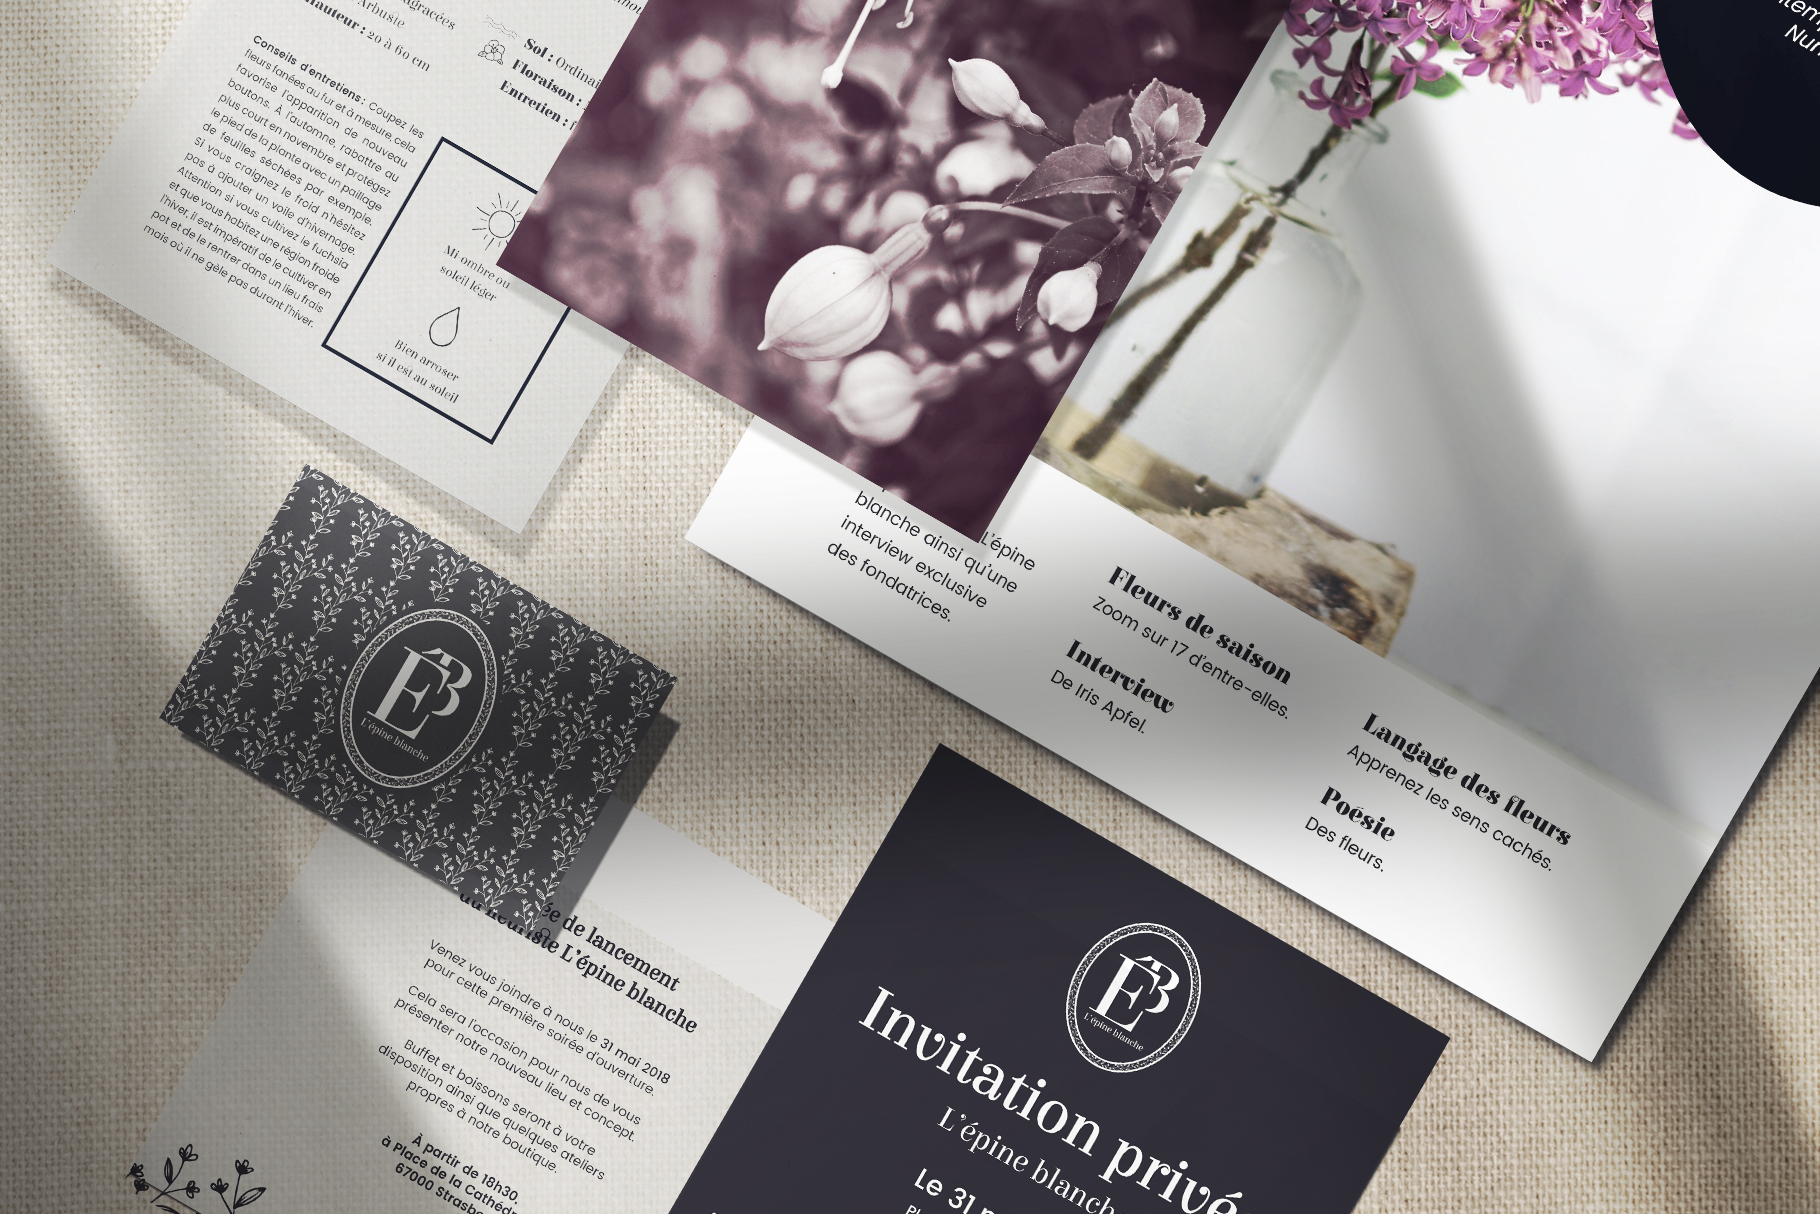 Arbuste
Hauteur : 20 à 60 cm
Sol :
Floraison :
Entretien :
Conseils d'entretiens : Coupez les
fleurs fanées au fur et à mesure, cela
favorise l'apparition de nouveau
boutons. À l'automne, rabattre au
plus court en novembre et protégez
le pied de la plante avec un paillage
de feuilles séchées par exemple.
Si vous craignez le froid n'hésitez
pas à ajouter un voile d'hivernage.
Attention si vous cultivez le fuchsia
et que vous habitez une région froide
l'hiver, il est impératif de le cultiver en
pot et de le rentrer dans un lieu frais
mais où il ne gèle pas durant l'hiver.
Mi ombre ou
soleil léger
Bien arroser
si il est au soleil
L'épine
blanche ainsi qu'une
interview exclusive
des fondatrices.
Fleurs de saison
Zoom sur 17 d'entre-elles.
Interview
De Iris Apfel.
Langage des fleurs
Apprenez les sens cachés.
Poésie
Des fleurs.
EB
L'épine blanche
de lancement
L'épine blanche
Venez vous joindre à nous le 31 mai 2018
pour cette première soirée d'ouverture.
Cela sera l'occasion pour nous de vous
présenter notre nouveau lieu et concept.
Buffet et boissons seront à votre
disposition ainsi que quelques ateliers
propres à notre boutique.
À partir de 18h30,
à Place de la
67000
EB
L'épine blanche
Invitation privé
L'épine
Le 31